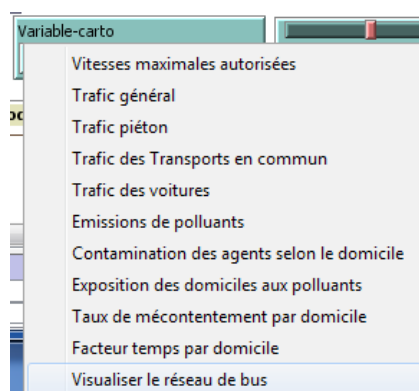 Variable-carto
Vitesses maximales autorisées
Trafic général
Trafic piéton
Trafic des Transports en commun
Trafic des voitures
Emissions de polluants
Contamination des agents selon le domicile
Exposition des domiciles aux polluants
Taux de mécontentement par domicile
Facteur temps par domicile
Visualiser le réseau de bus